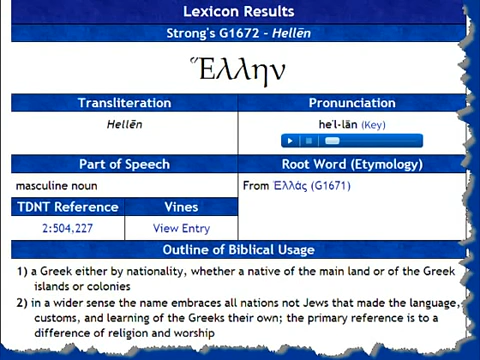 Lexicon Results
Strong's G1672 - Hellēn
Ἕλλην
Transliteration
Pronunciation
Hellēn
he'l-lān (Key)
Part of Speech
Root Word (Etymology)
masculine noun
From Ἑλλάς (G1671)
TDNT Reference
Vines
2:504,227
View Entry
Outline of Biblical Usage
1) a Greek either by nationality, whether a native of the main land or of the Greek
islands or colonies
2) in a wider sense the name embraces all nations not Jews that made the language,
customs, and learning of the Greeks their own; the primary reference is to a
difference of religion and worship